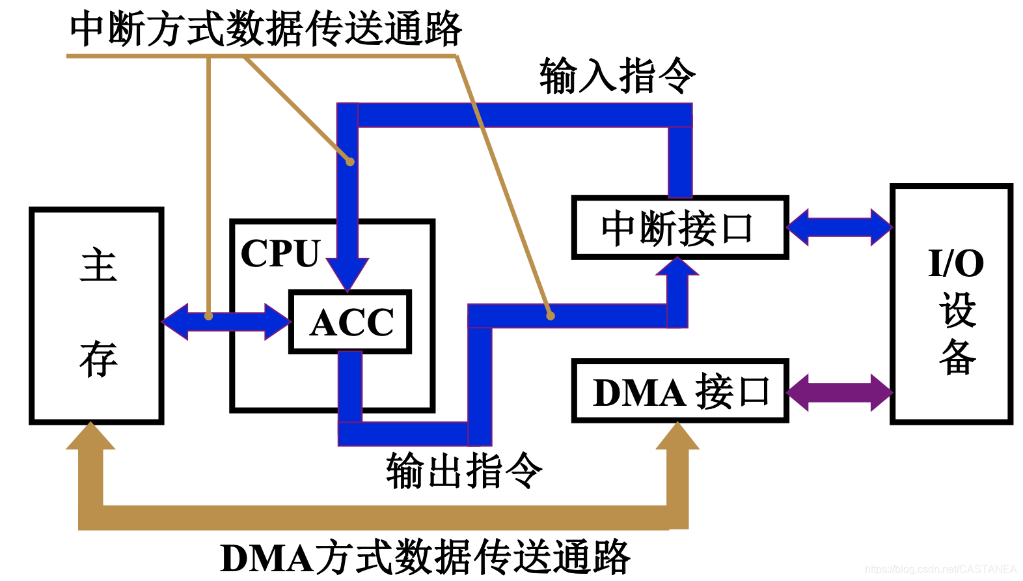 中断方式数据传送通路
输入指令
主
存
CPU
ACC
中断接口
I/O
设
备
DMA 接口
输出指令
DMA方式数据传送通路
https://blog.csdn.net/CASTANEA